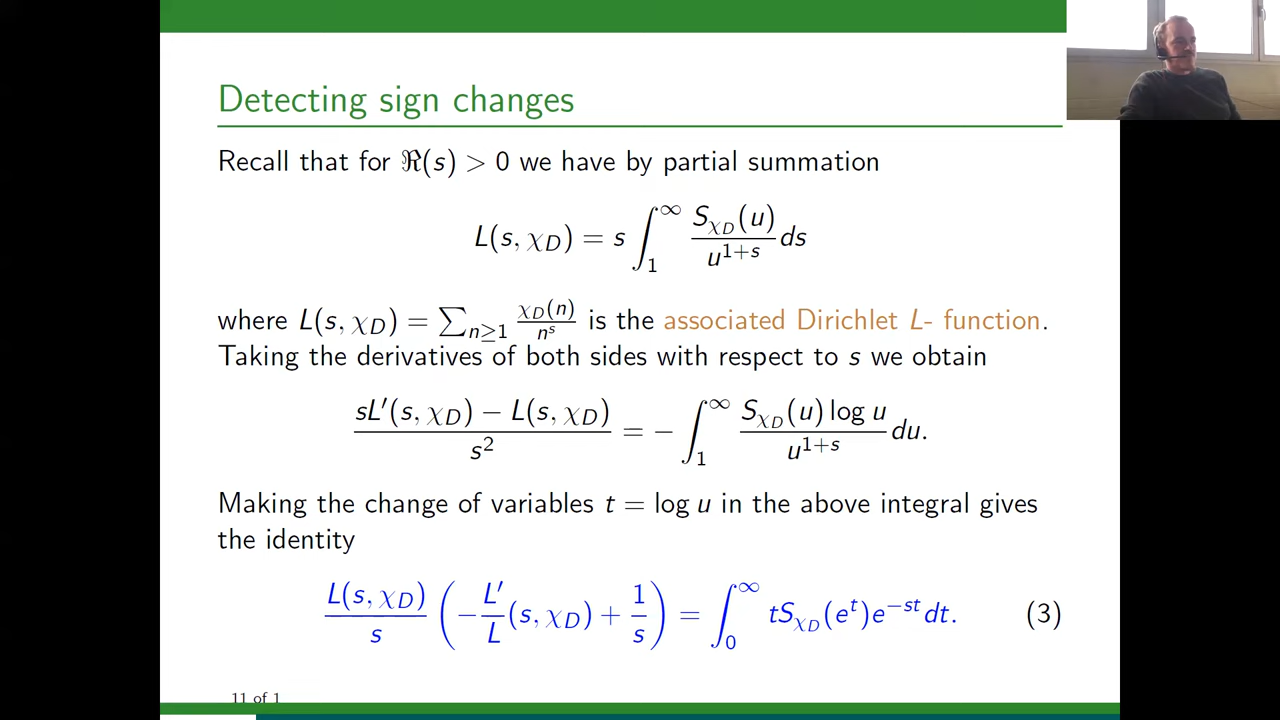 Detecting sign changes
Recall that for ℜ(s) > 0 we have by partial summation
L(s, χ_D) = s ∫_1^∞ S_{χ_D}(u) / u^{1+s} ds
where L(s, χ_D) = ∑_{n≥1} χ_D(n)/n^s is the associated Dirichlet L- function.
Taking the derivatives of both sides with respect to s we obtain
(sL′(s, χ_D) − L(s, χ_D)) / s^2 = − ∫_1^∞ S_{χ_D}(u) log u / u^{1+s} du.
Making the change of variables t = log u in the above integral gives
the identity
L(s, χ_D)/s (−L′/L (s, χ_D) + 1/s) = ∫_0^∞ tS_{χ_D}(e^t)e^{−st}dt. (3)
11 of 1